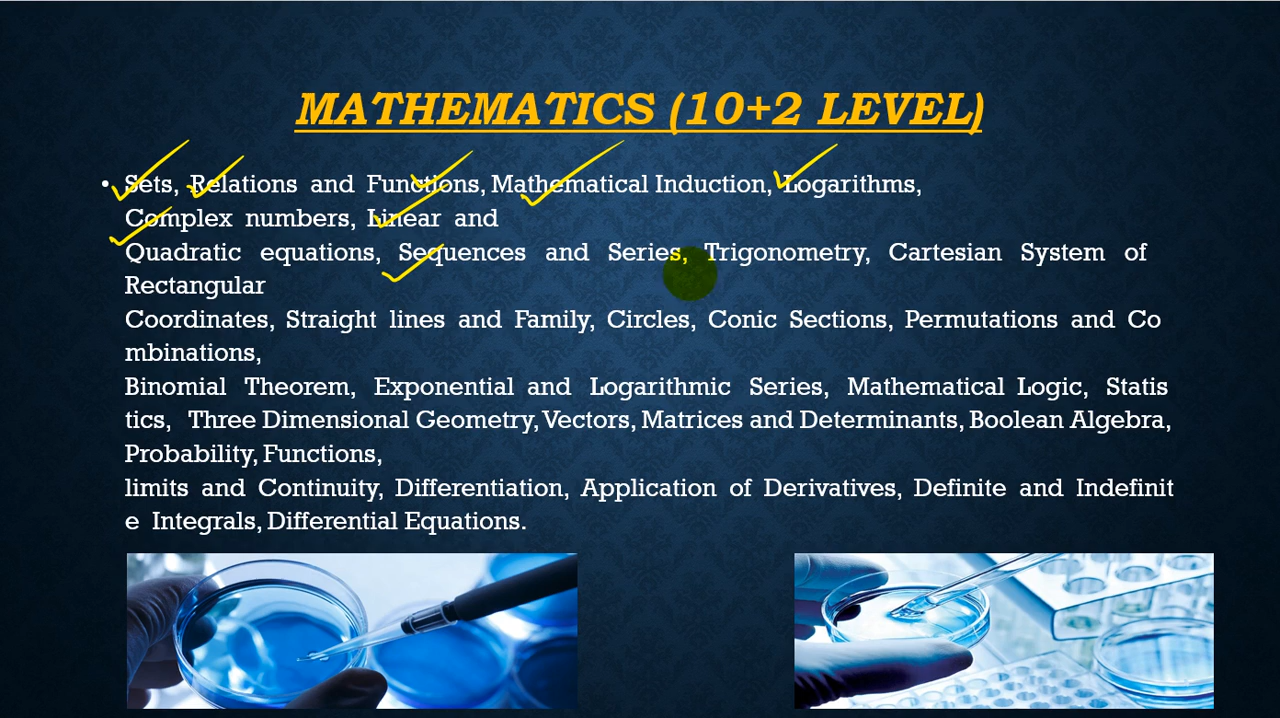 MATHEMATICS (10+2 LEVEL)
• Sets, Relations and Functions, Mathematical Induction, Logarithms,
Complex numbers, Linear and
Quadratic equations, Sequences and Series, Trigonometry, Cartesian System of
Rectangular
Coordinates, Straight lines and Family, Circles, Conic Sections, Permutations and Co
mbinations,
Binomial Theorem, Exponential and Logarithmic Series, Mathematical Logic, Statis
tics, Three Dimensional Geometry, Vectors, Matrices and Determinants, Boolean Algebra,
Probability, Functions,
limits and Continuity, Differentiation, Application of Derivatives, Definite and Indefinit
e Integrals, Differential Equations.